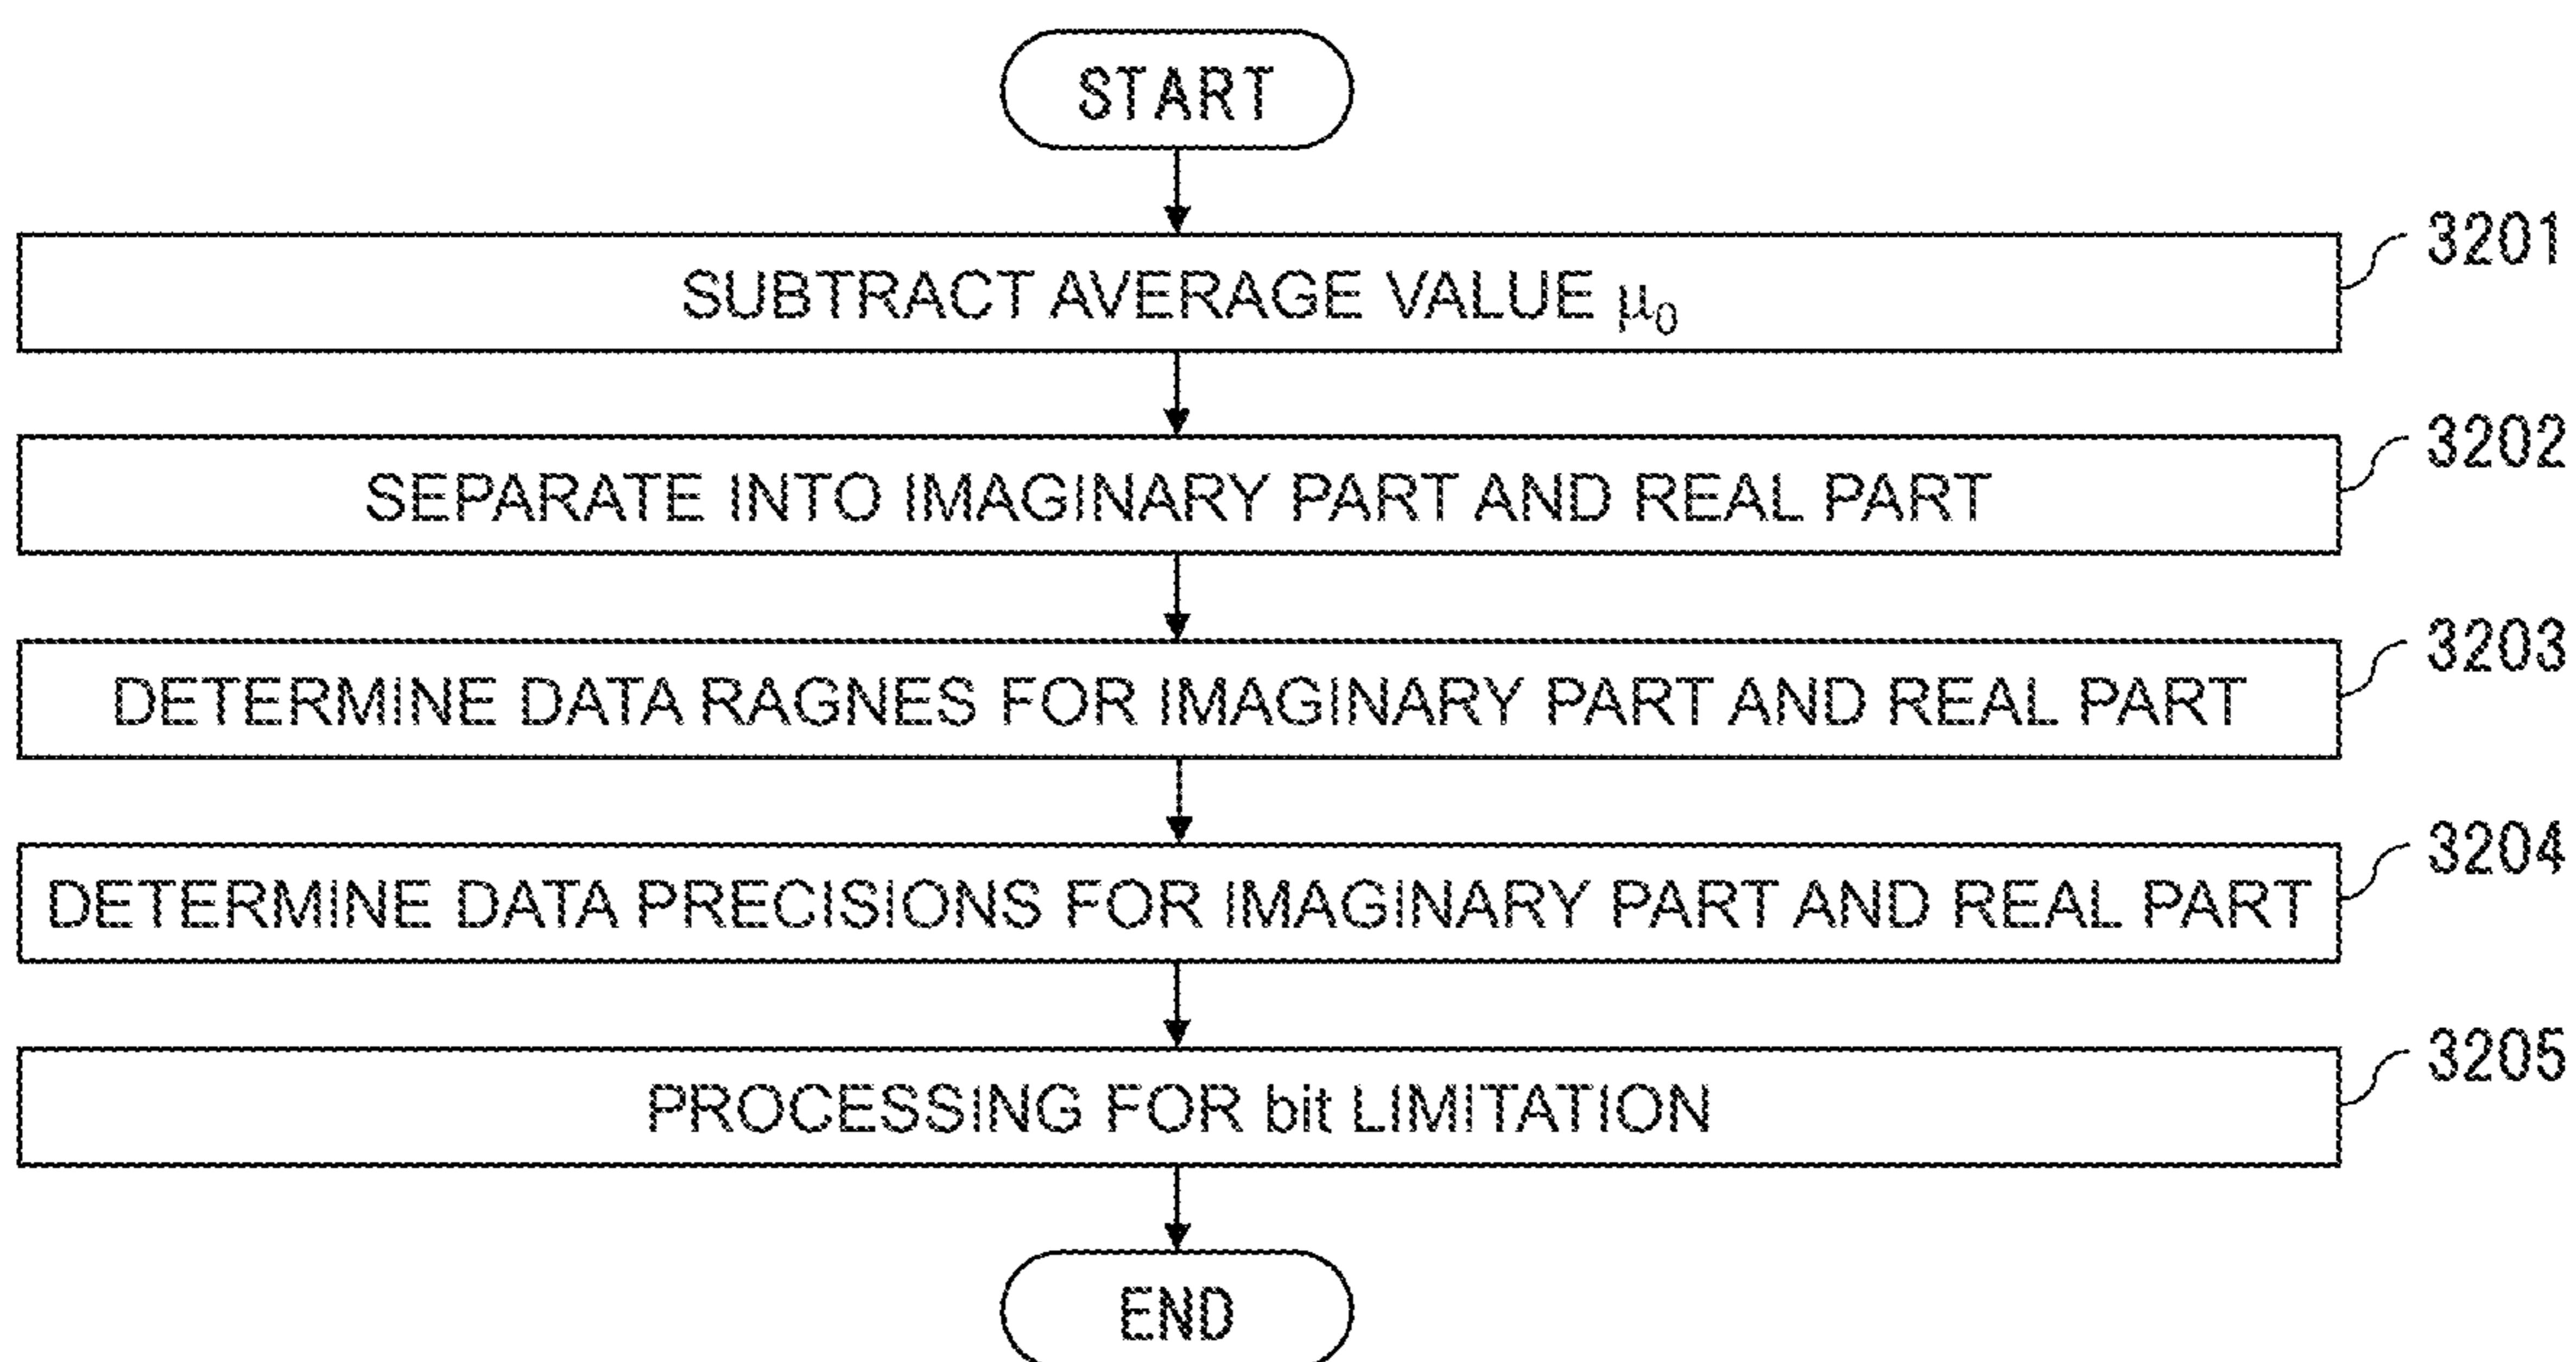 START
3201
SUBTRACT AVERAGE VALUE μ₀
3202
SEPARATE INTO IMAGINARY PART AND REAL PART
3203
DETERMINE DATA RAGNES FOR IMAGINARY PART AND REAL PART
3204
DETERMINE DATA PRECISIONS FOR IMAGINARY PART AND REAL PART
3205
PROCESSING FOR bit LIMITATION
END